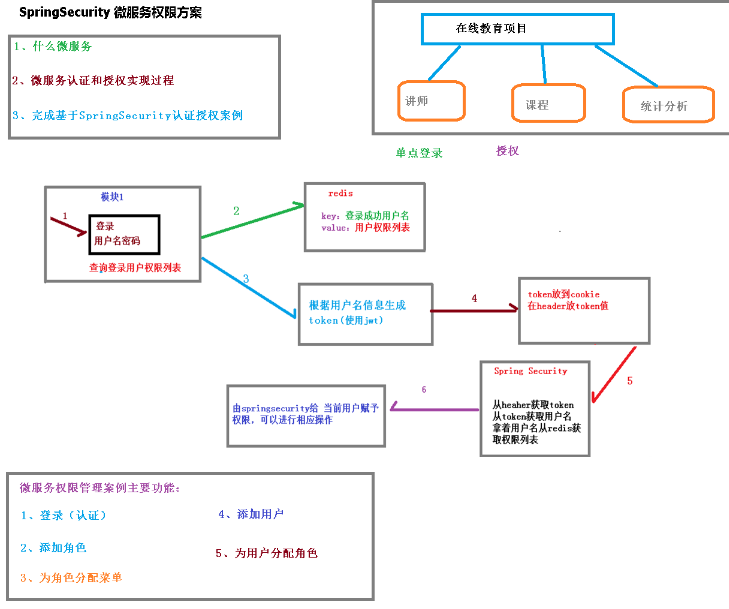 SpringSecurity 微服务权限方案
1、什么微服务
2、微服务认证和授权实现过程
3、完成基于SpringSecurity认证授权案例
在线教育项目
讲师
课程
统计分析
单点登录
授权
模块1
1
登录
用户名密码
查询登录用户权限列表
2
redis
key: 登录成功用户名
value: 用户权限列表
3
根据用户名信息生成
token(使用jwt)
4
token放到cookie
在header放token值
5
Spring Security
从heaher获取token
从token获取用户名
拿着用户名从redis获
取权限列表
6
由springsecurity给 当前用户赋予
权限，可以进行相应操作
微服务权限管理案例主要功能：
1、登录（认证）
2、添加角色
3、为角色分配菜单
4、添加用户
5、为用户分配角色